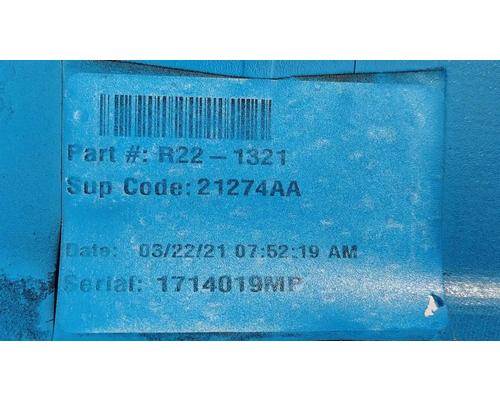 Part #: R22-1321
Sup Code: 21274AA
Date: 03/22/21 07:52:19 AM
Serial: 1714019MP